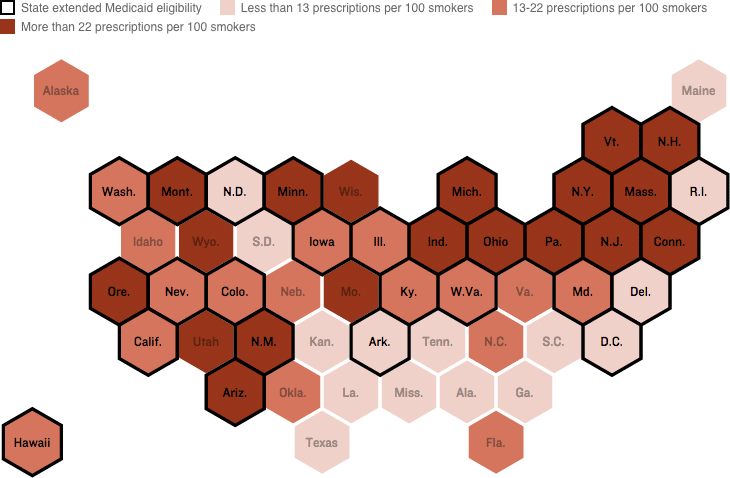 State extended Medicaid eligibility Less than 13 prescriptions per 100 smokers 13-22 prescriptions per 100 smokers
More than 22 prescriptions per 100 smokers
Alaska Maine
Vt. N.H.
Wash. Mont. N.D. Minn. Wis. Mich. N.Y. Mass. R.I.
Idaho Wyo. S.D. Iowa Ill. Ind. Ohio Pa. N.J. Conn.
Ore. Nev. Colo. Neb. Mo. Ky. W.Va. Va. Md. Del.
Calif. Utah N.M. Kan. Ark. Tenn. N.C. S.C. D.C.
Ariz. Okla. La. Miss. Ala. Ga.
Hawaii Texas Fla.